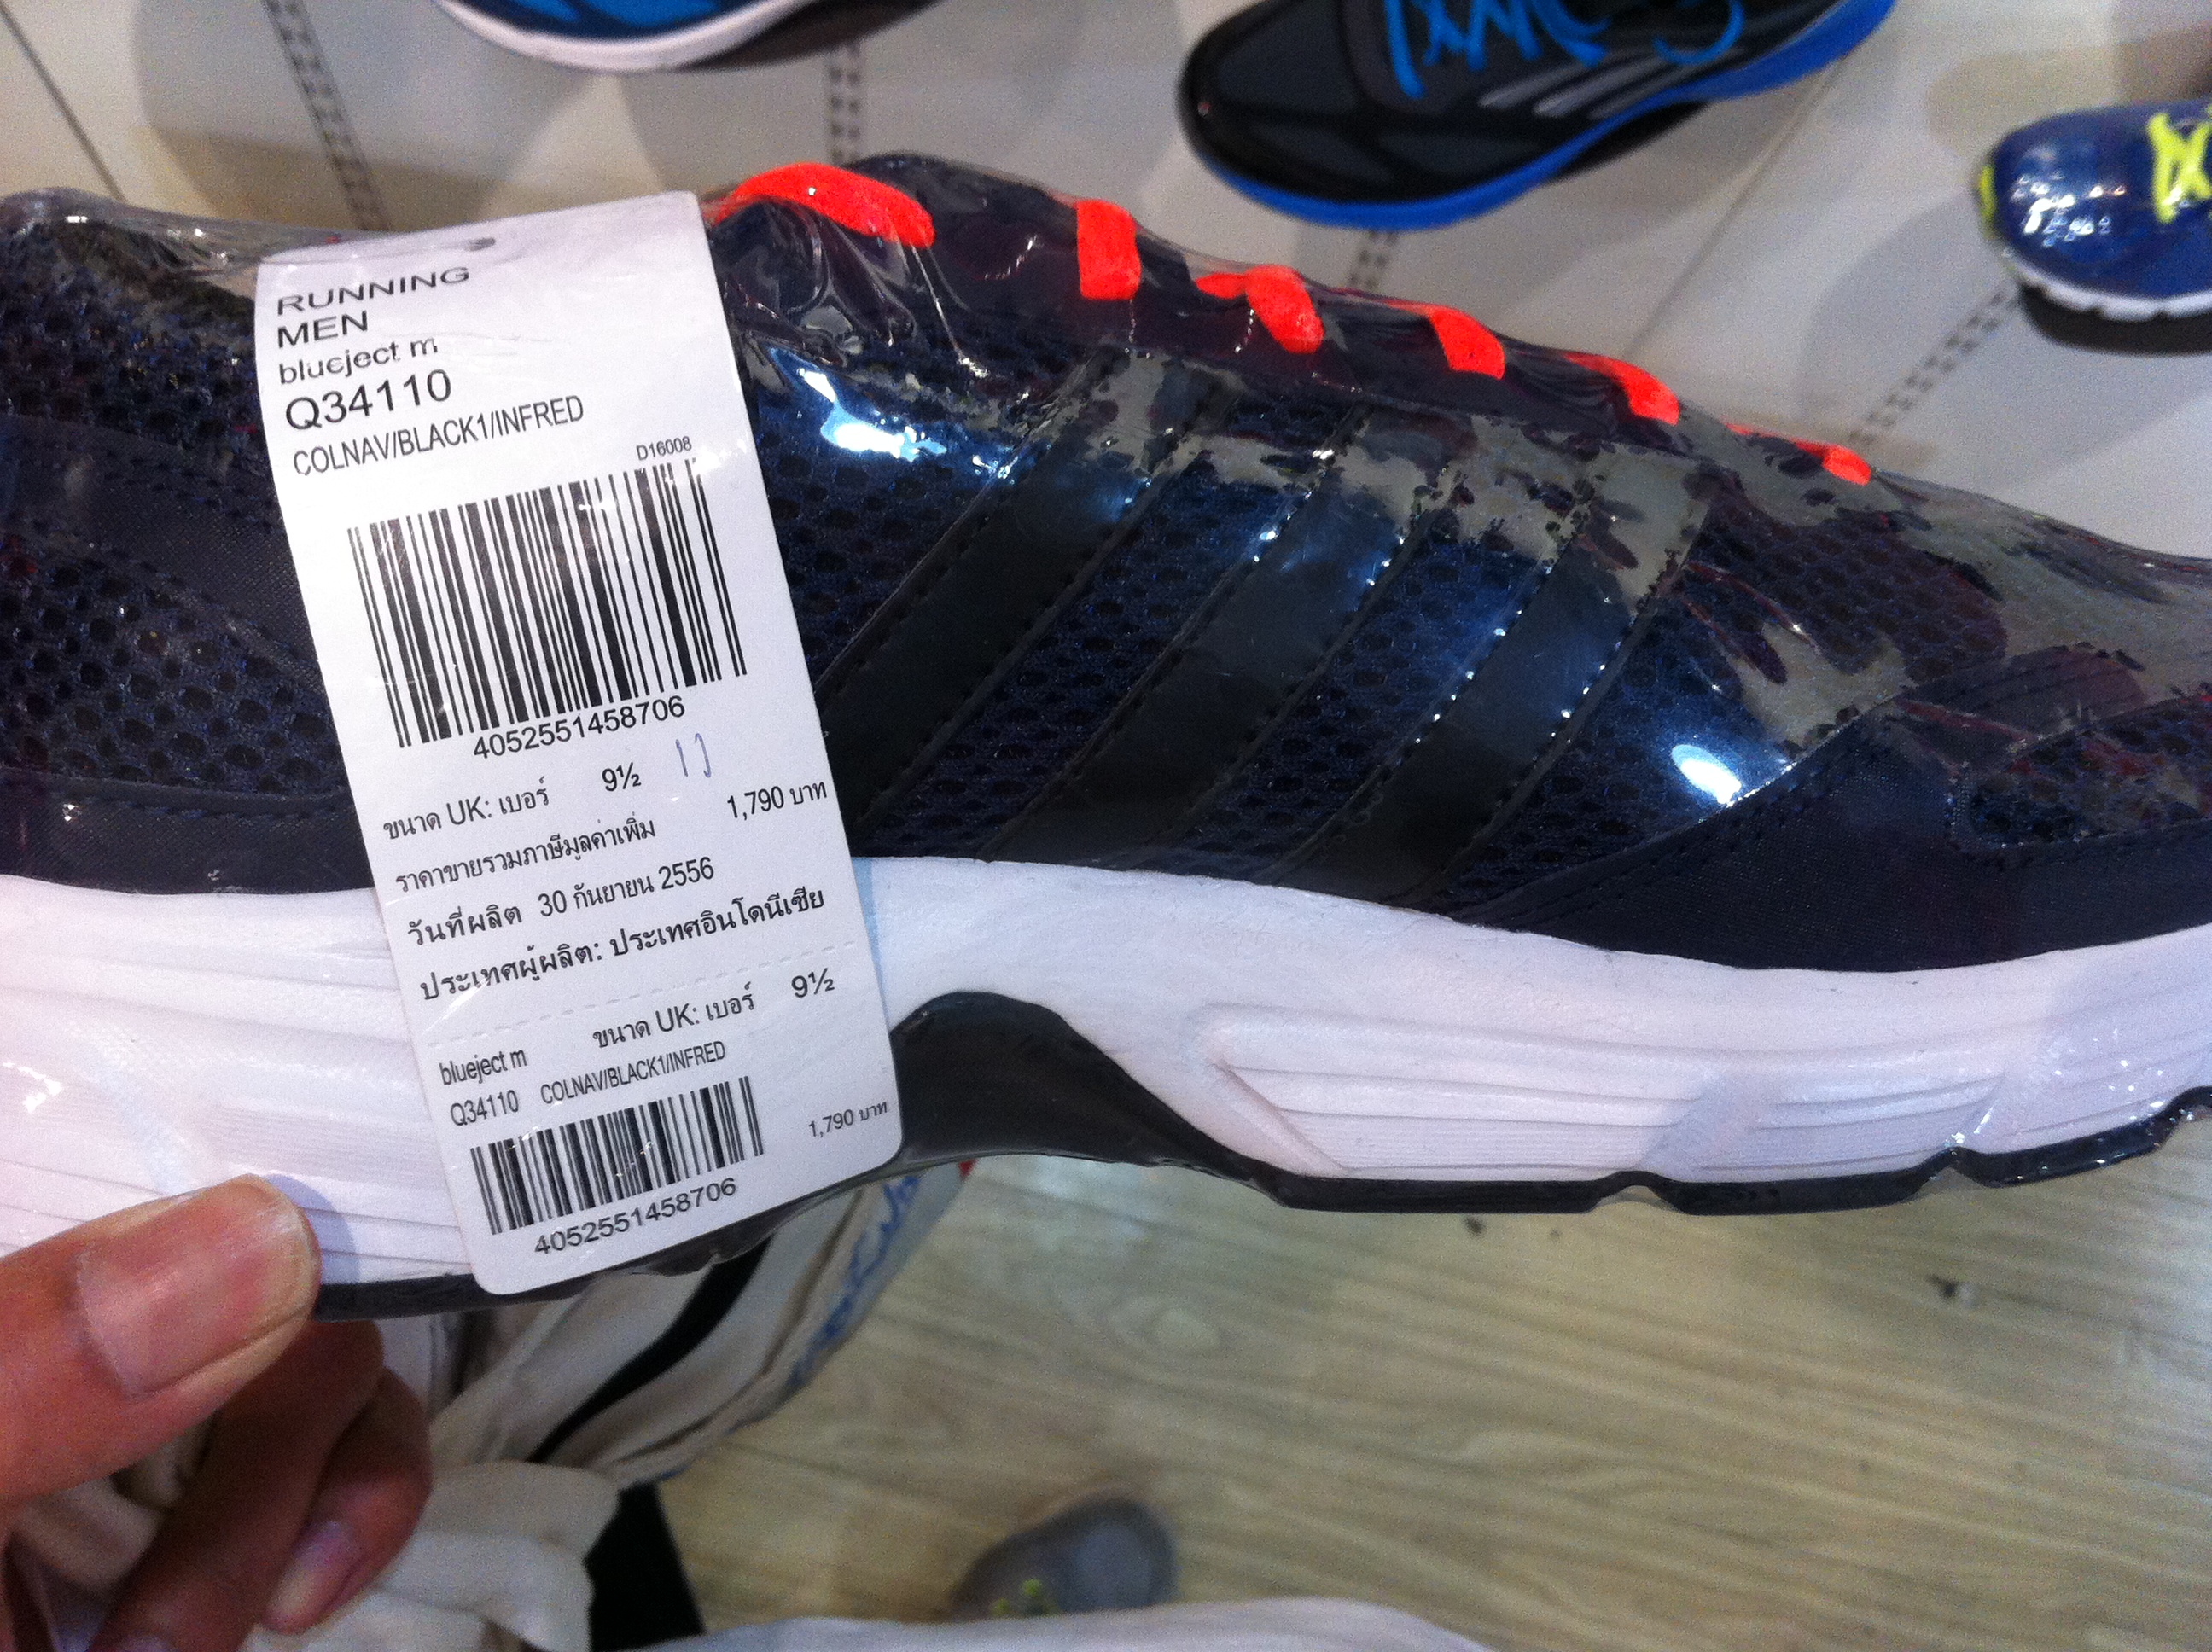 RUNNING
MEN
blueject m
Q34110
COLNAV/BLACK1/INFRED
D16008
4052551458706
ขนาด UK: เบอร์ 9½
ราคาขายรวมภาษีมูลค่าเพิ่ม 1,790 บาท
วันที่ผลิต 30 กันยายน 2556
ประเทศผู้ผลิต: ประเทศอินโดนีเซีย
ขนาด UK: เบอร์ 9½
blueject m
Q34110 COLNAV/BLACK1/INFRED
1,790 บาท
4052551458706